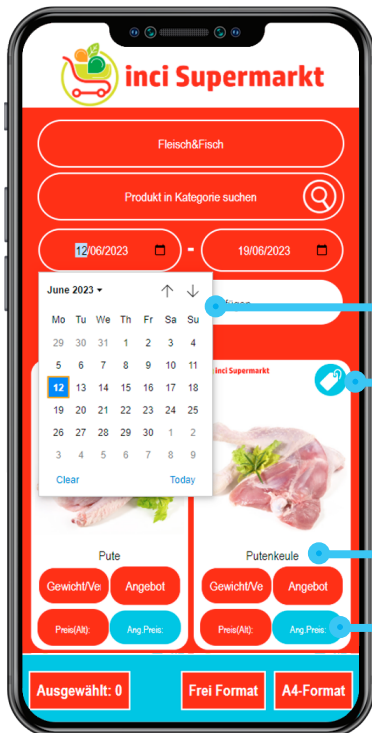 inci Supermarkt
Fleisch&Fisch
Produkt in Kategorie suchen
12/06/2023 - 19/06/2023
June 2023
Mo Tu We Th Fr Sa Su
29 30 31 1 2 3 4
5 6 7 8 9 10 11
12 13 14 15 16 17 18
19 20 21 22 23 24 25
26 27 28 29 30 1 2
3 4 5 6 7 8 9
Clear Today
inci Supermarkt
Pute Putenkeule
Gewicht/Ve Angebot Gewicht/Ve Angebot
Preis(Alt): Ang.Preis: Preis(Alt): Ang.Preis:
Ausgewählt: 0 Frei Format A4-Format